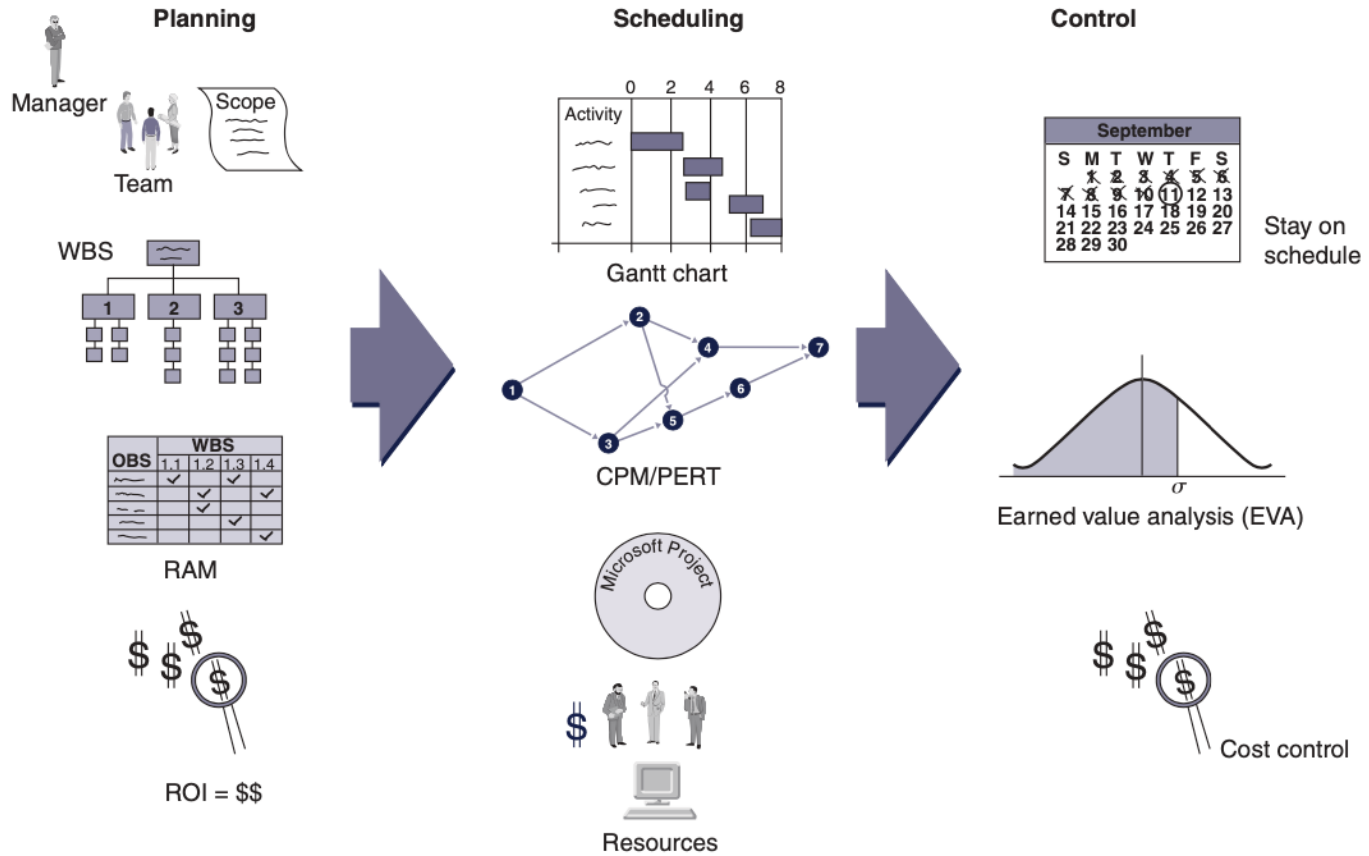 Planning
Manager
Scope
Team
WBS
1 2 3
WBS
OBS 1.1 1.2 1.3 1.4
RAM
$ $ $ $
ROI = $$
Scheduling
0 2 4 6 8
Activity
Gantt chart
1 2 3 4 5 6 7
CPM/PERT
Microsoft Project
$
Resources
Control
September
S M T W T F S
1 2 3 4 5 6
7 8 9 10 11 12 13
14 15 16 17 18 19 20
21 22 23 24 25 26 27
28 29 30
Stay on
schedule
σ
Earned value analysis (EVA)
$ $ $ $
Cost control